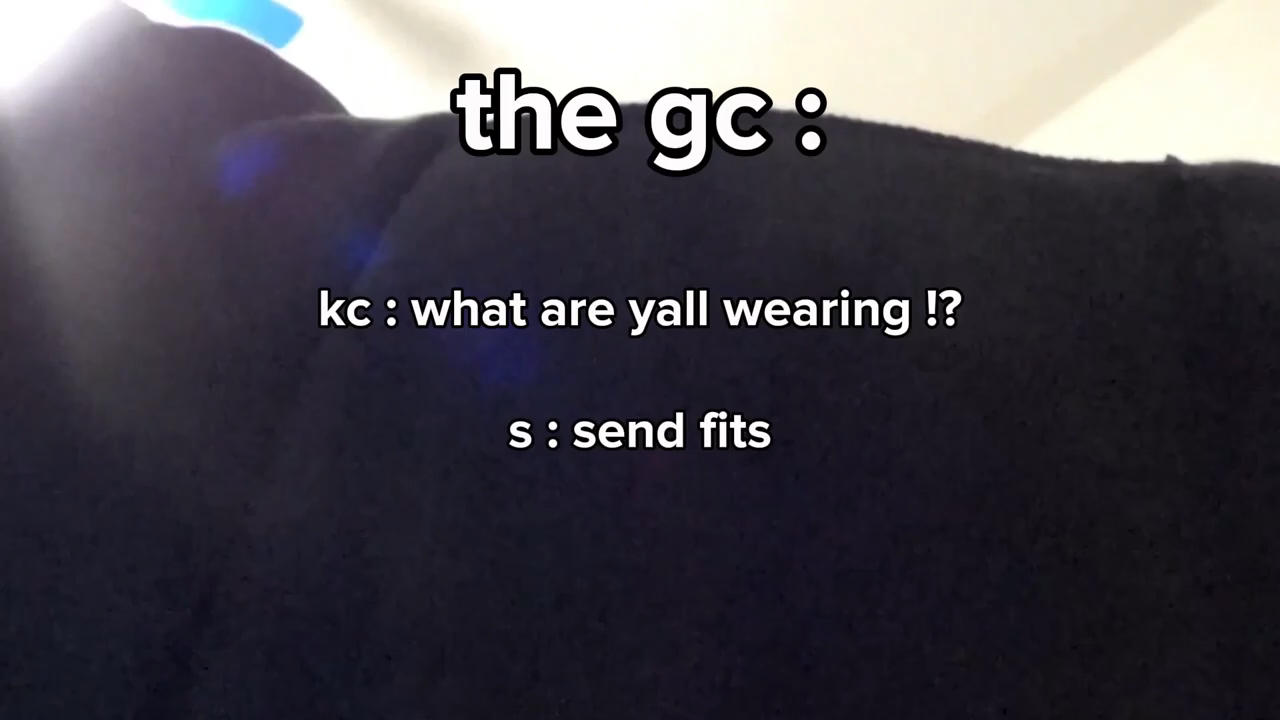 the gc :
kc : what are yall wearing !?
s : send fits